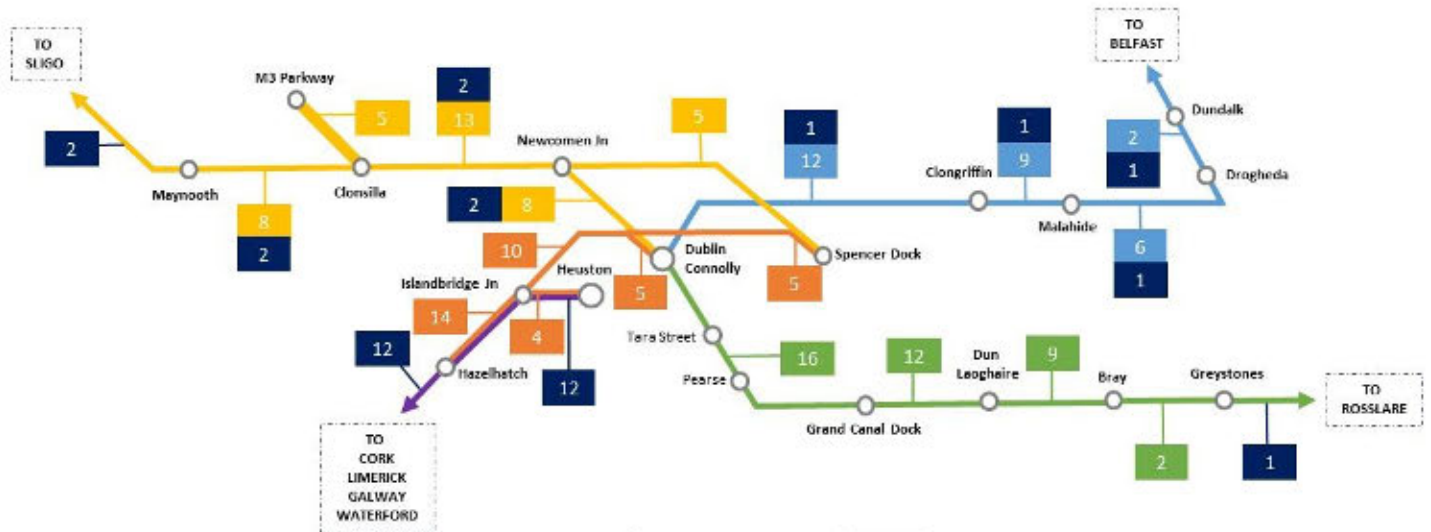 TO
SLIGO
TO
BELFAST
M3 Parkway
5
2
13
Newcomen Jn
5
1
12
1
9
2
1
Dundalk
2
Maynooth
Clonsilla
Clongriffin
Drogheda
8
2
2 8
Malahide
6
1
10
Dublin
Connolly
Spencer Dock
Islandbridge Jn
Heuston
5
5
14
4
12
Hazelhatch
12
Tara Street
16
Pearse
12
Dun
Laoghaire
9
Bray
Greystones
TO
ROSSLARE
Grand Canal Dock
2
1
TO
CORK
LIMERICK
GALWAY
WATERFORD